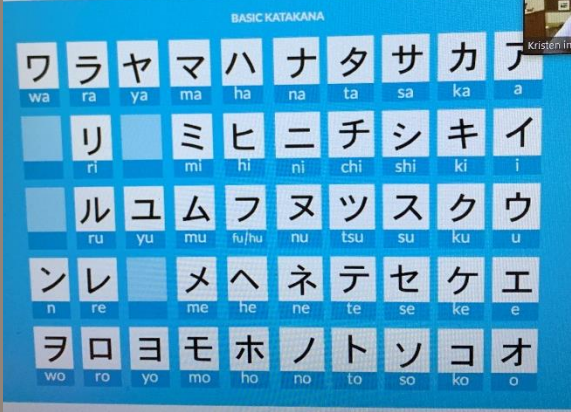 BASIC KATAKANA
Kristen in
ワ ラ ヤ マ ハ ナ タ サ カ ア
wa ra ya ma ha na ta sa ka a
リ ミ ヒ ニ チ シ キ イ
ri mi hi ni chi shi ki i
ル ユ ム フ ヌ ツ ス ク ウ
ru yu mu fu/hu nu tsu su ku u
ン レ メ ヘ ネ テ セ ケ エ
n re me he ne te se ke e
ヲ ロ ヨ モ ホ ノ ト ソ コ オ
wo ro yo mo ho no to so ko o